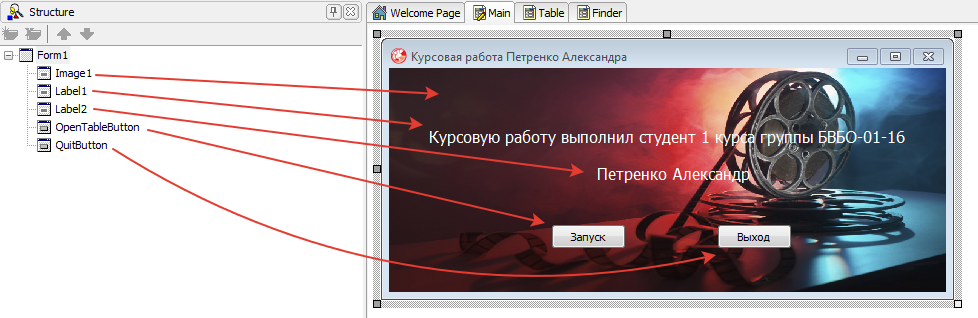 Structure
Form1
Image1
Label1
Label2
OpenTableButton
QuitButton
Welcome Page
Main
Table
Finder
Курсовая работа Петренко Александра
Курсовую работу выполнил студент 1 курса группы БВБО-01-16
Петренко Александр
Запуск
Выход